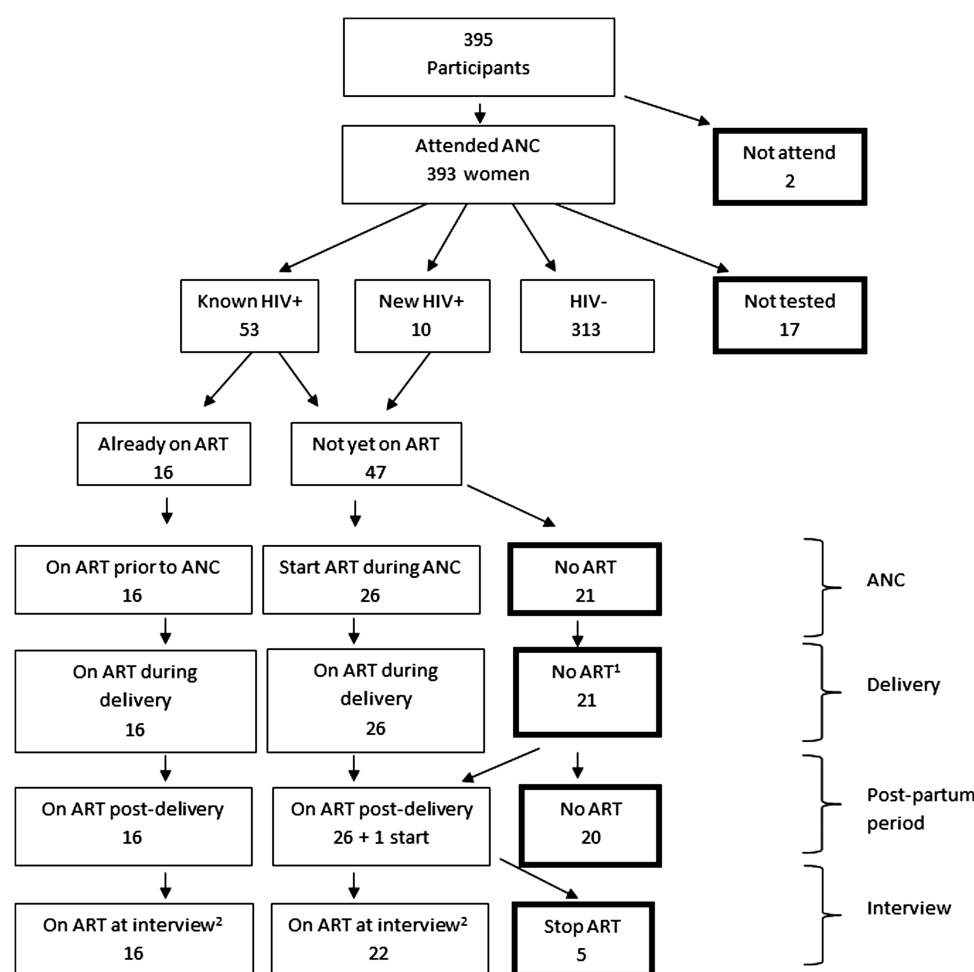 395
Participants
Attended ANC
393 women
Not attend
2
Known HIV+
53
New HIV+
10
HIV-
313
Not tested
17
Already on ART
16
Not yet on ART
47
On ART prior to ANC
16
Start ART during ANC
26
No ART
21
ANC
On ART during
delivery
16
On ART during
delivery
26
No ART¹
21
Delivery
On ART post-delivery
16
On ART post-delivery
26 + 1 start
No ART
20
Post-partum
period
On ART at interview²
16
On ART at interview²
22
Stop ART
5
Interview